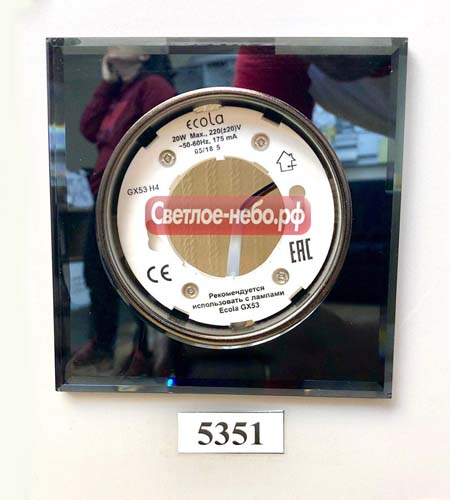 ecola
20W Max., 220(±20)V
~50-60Hz, 175 mA
05/18 5
GX53 H4
Светлое-небо.рф
CE
EAC
Рекомендуется
использовать с лампами
Ecola GX53
5351